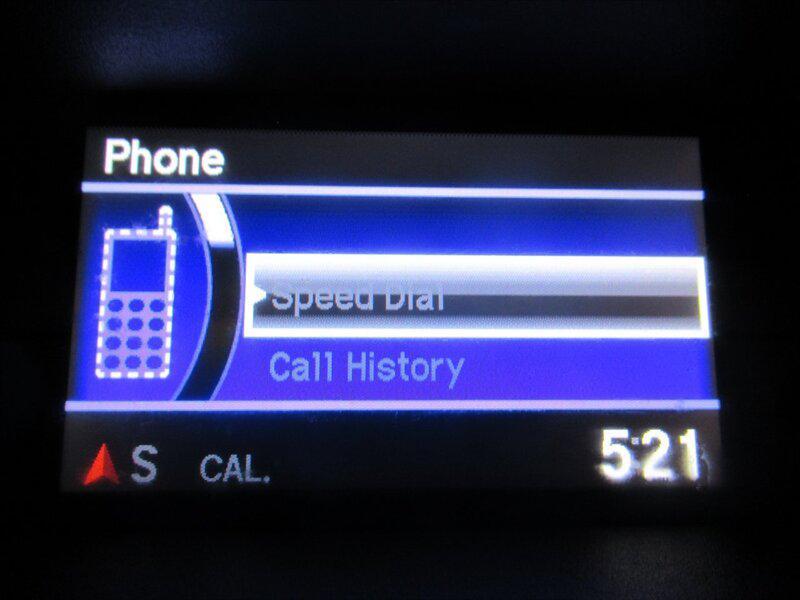 Phone
Speed Dial
Call History
S CAL. 5:21